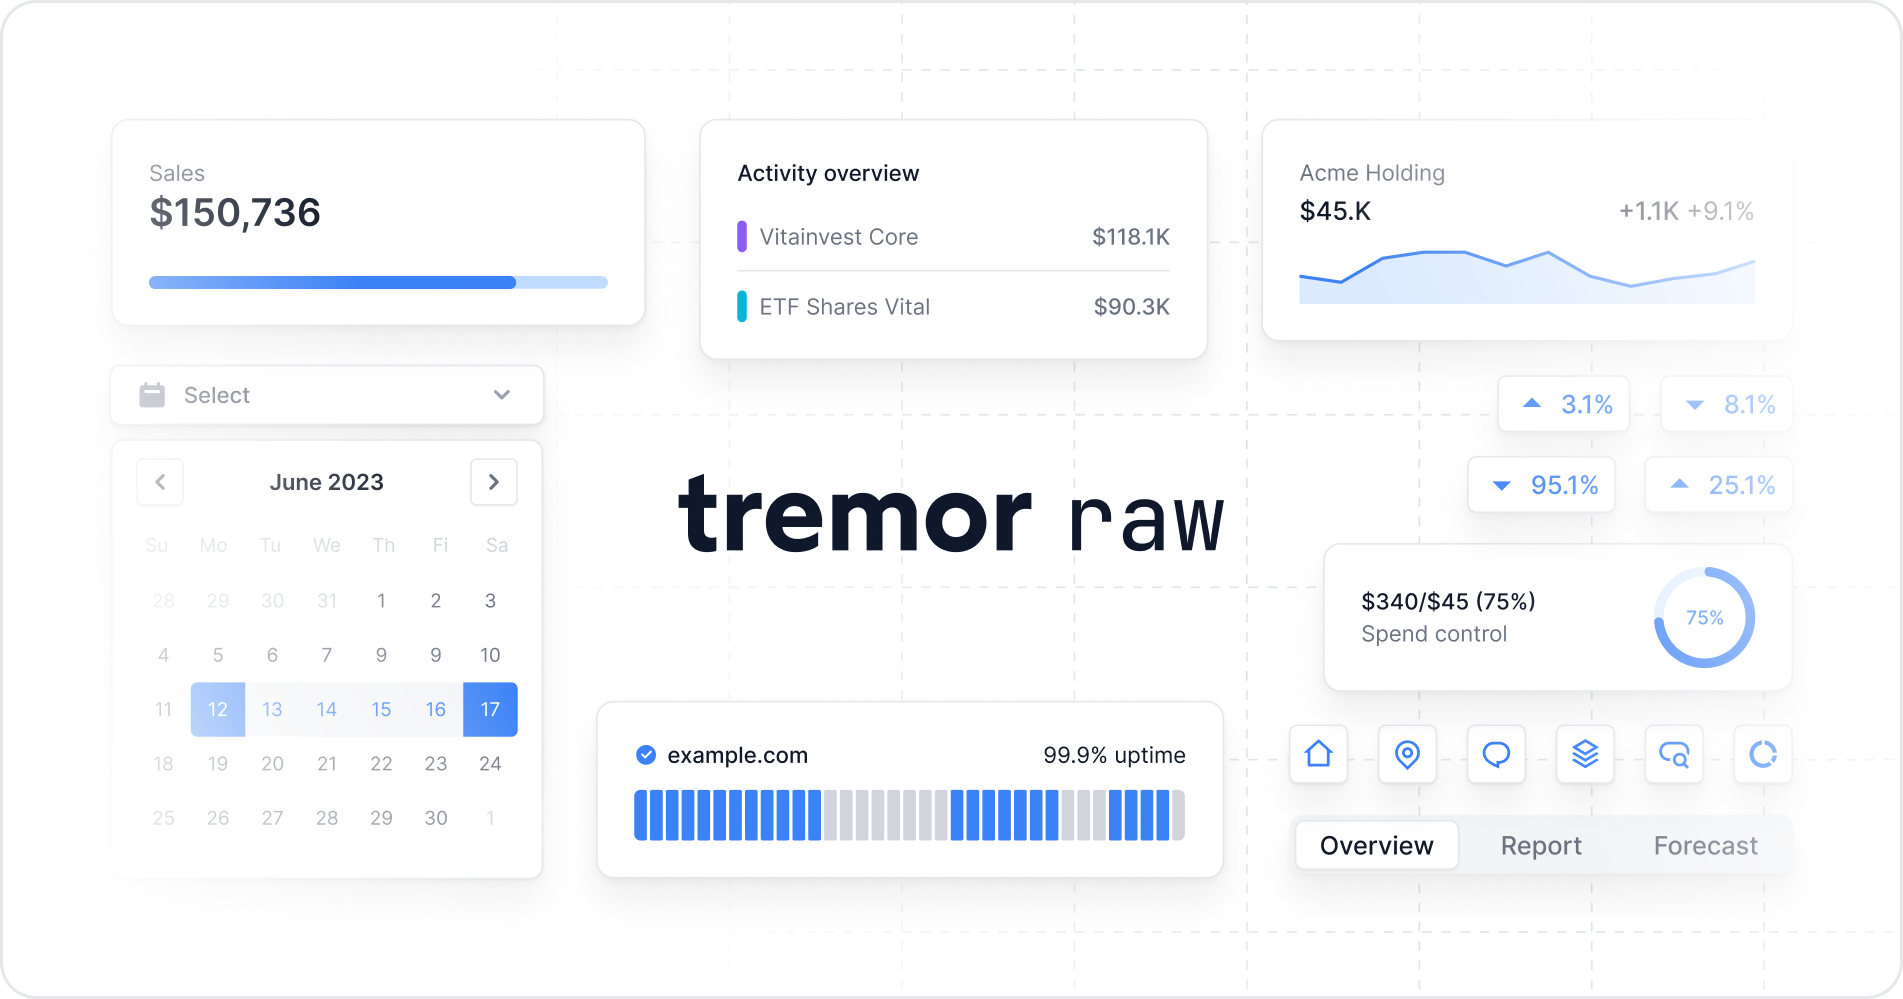 Sales
$150,736
Activity overview
Vitainvest Core $118.1K
ETF Shares Vital $90.3K
Acme Holding
$45.K +1.1K +9.1%
Select
June 2023
Su Mo Tu We Th Fi Sa
28 29 30 31 1 2 3
4 5 6 7 9 9 10
11 12 13 14 15 16 17
18 19 20 21 22 23 24
25 26 27 28 29 30 1
tremor raw
example.com 99.9% uptime
3.1% 8.1%
95.1% 25.1%
$340/$45 (75%)
Spend control
75%
Overview Report Forecast